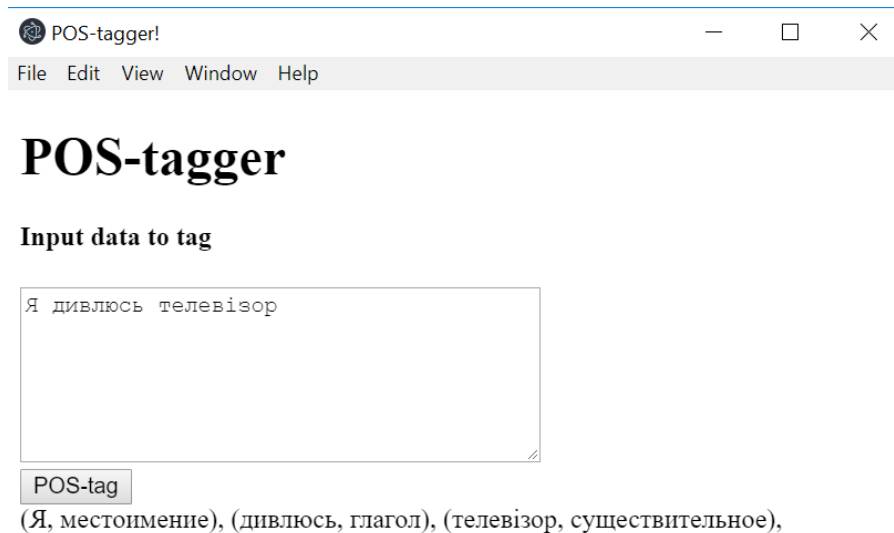 POS-tagger!
File Edit View Window Help
POS-tagger
Input data to tag
Я дивлюсь телевізор
POS-tag
(Я, местоимение), (дивлюсь, глагол), (телевізор, существительное),